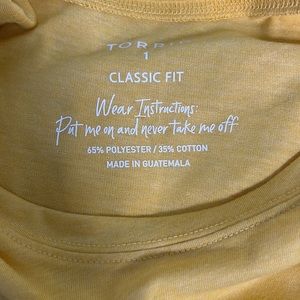 1
CLASSIC FIT
Wear Instructions:
Put me on and never take me off
65% POLYESTER / 35% COTTON
MADE IN GUATEMALA